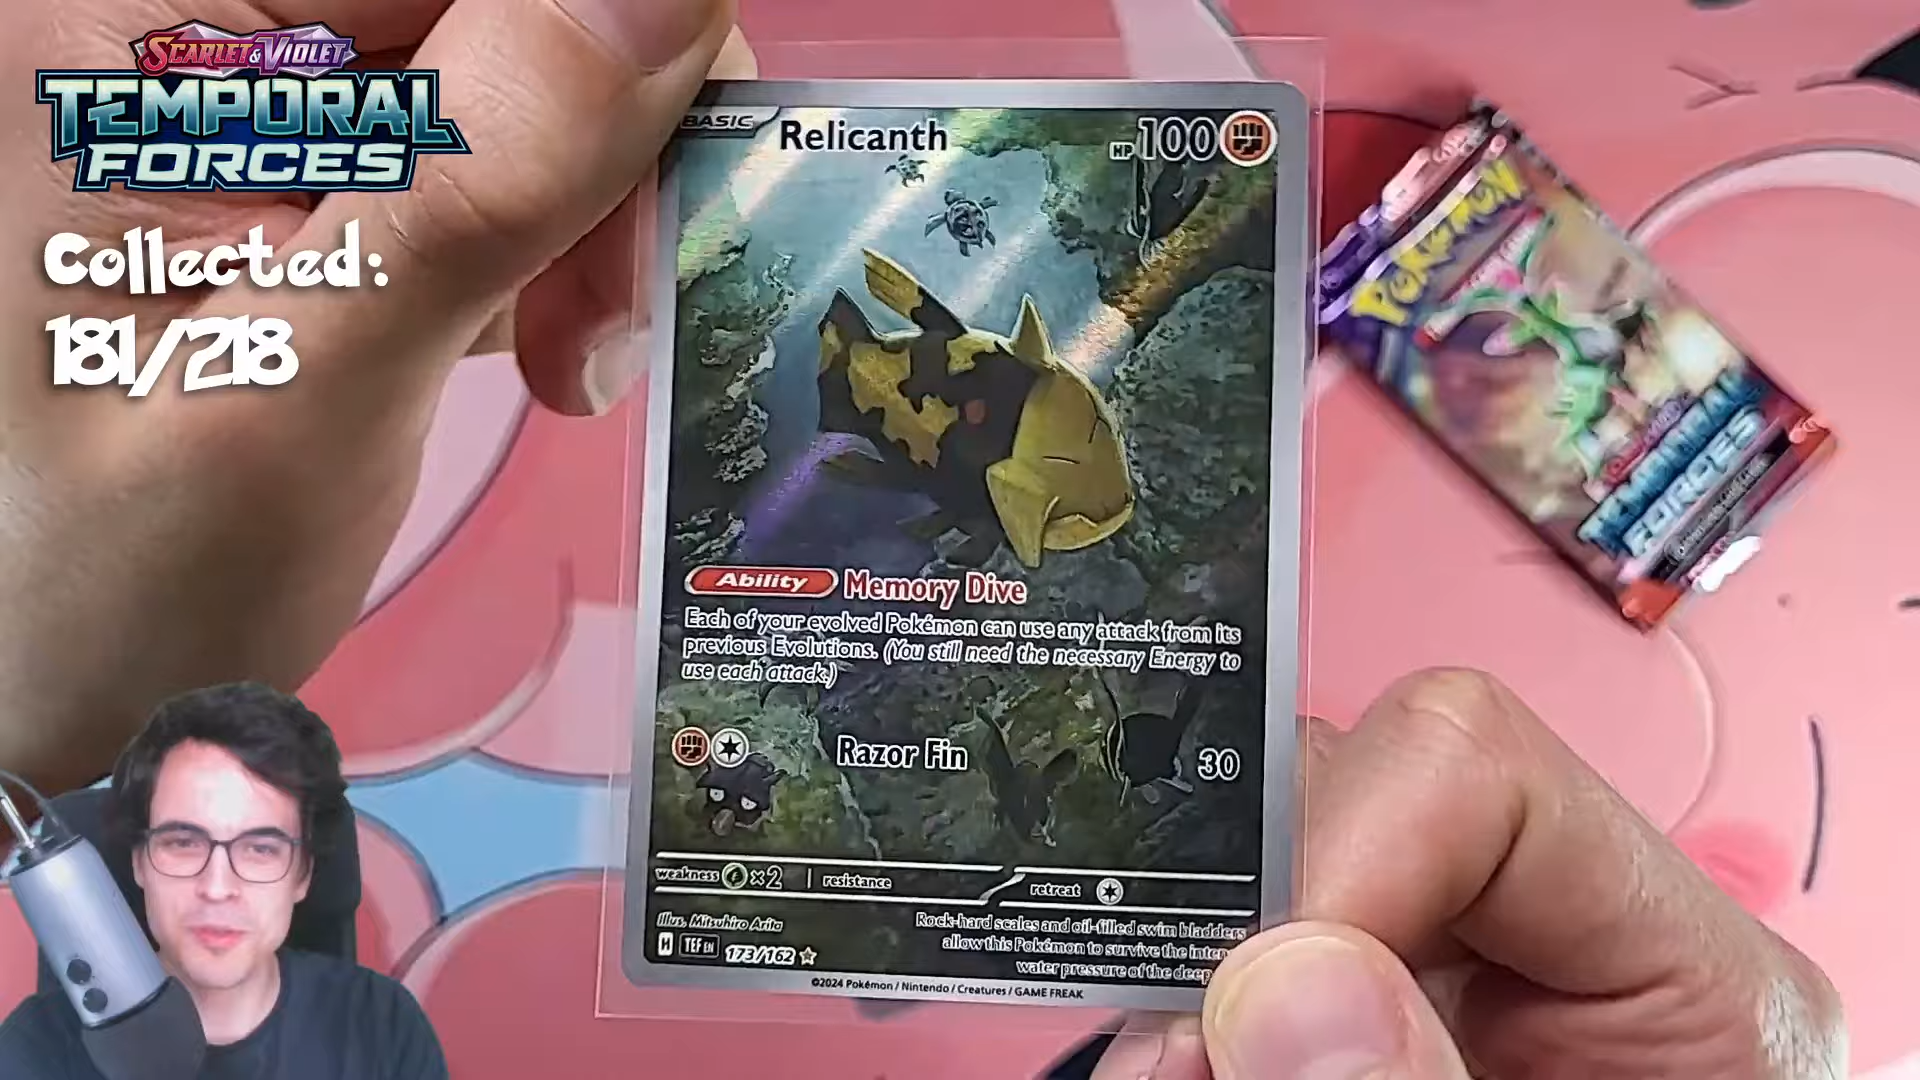 SCARLET & VIOLET
TEMPORAL
FORCES
Collected:
181/218
BASIC
Relicanth
HP 100
Ability Memory Dive
Each of your evolved Pokémon can use any attack from its
previous Evolutions. (You still need the necessary Energy to
use each attack.)
Razor Fin
30
weakness ×2 resistance retreat
Illus. Mitsuhiro Arita
H TEF EN 173/162
Rock-hard scales and oil-filled swim bladders
allow this Pokémon to survive the
water pressure of the deep
©2024 Pokémon / Nintendo / Creatures / GAME FREAK
POKÉMON
TEMPORAL
FORCES